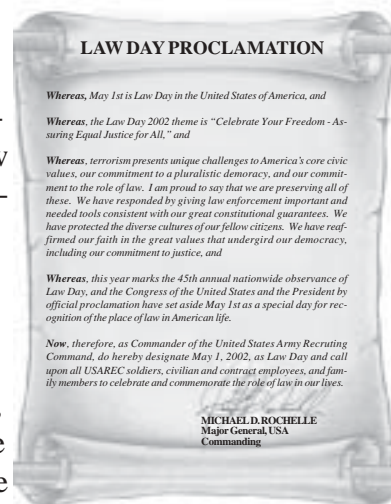 LAW DAY PROCLAMATION
Whereas, May 1st is Law Day in the United States of America, and
Whereas, the Law Day 2002 theme is “Celebrate Your Freedom - As-
suring Equal Justice for All,” and
Whereas, terrorism presents unique challenges to America's core civic
values, our commitment to a pluralistic demoracy, and our commit-
ment to the role of law. I am proud to say that we are preserving all of
these. We have responded by giving law enforcement important and
needed tools consistent with our great constitutional guarantees. We
have protected the diverse cultures of our fellow citizens. We have reaf-
firmed our faith in the great values that undergird our democracy,
including our commitment to justice, and
Whereas, this year marks the 45th annual nationwide observance of
Law Day, and the Congress of the United States and the President by
official proclamation have set aside May 1st as a special day for rec-
ognition of the place of law in American life.
Now, therefore, as Commander of the United States Army Recruting
Command, do hereby designate May 1, 2002, as Law Day and call
upon all USAREC soldiers, civilian and contract employees, and fam-
ily members to celebrate and commemorate the role of law in our lives.
MICHAEL D. ROCHELLE
Major General, USA
Commanding